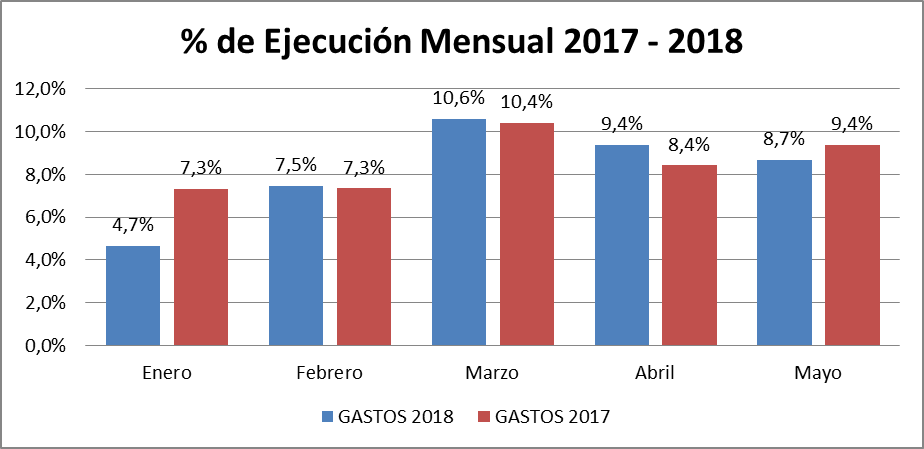 % de Ejecución Mensual 2017 - 2018
12,0%
10,0%
8,0%
6,0%
4,0%
2,0%
0,0%
4,7%
7,3%
7,5%
7,3%
10,6%
10,4%
9,4%
8,4%
8,7%
9,4%
Enero
Febrero
Marzo
Abril
Mayo
GASTOS 2018
GASTOS 2017